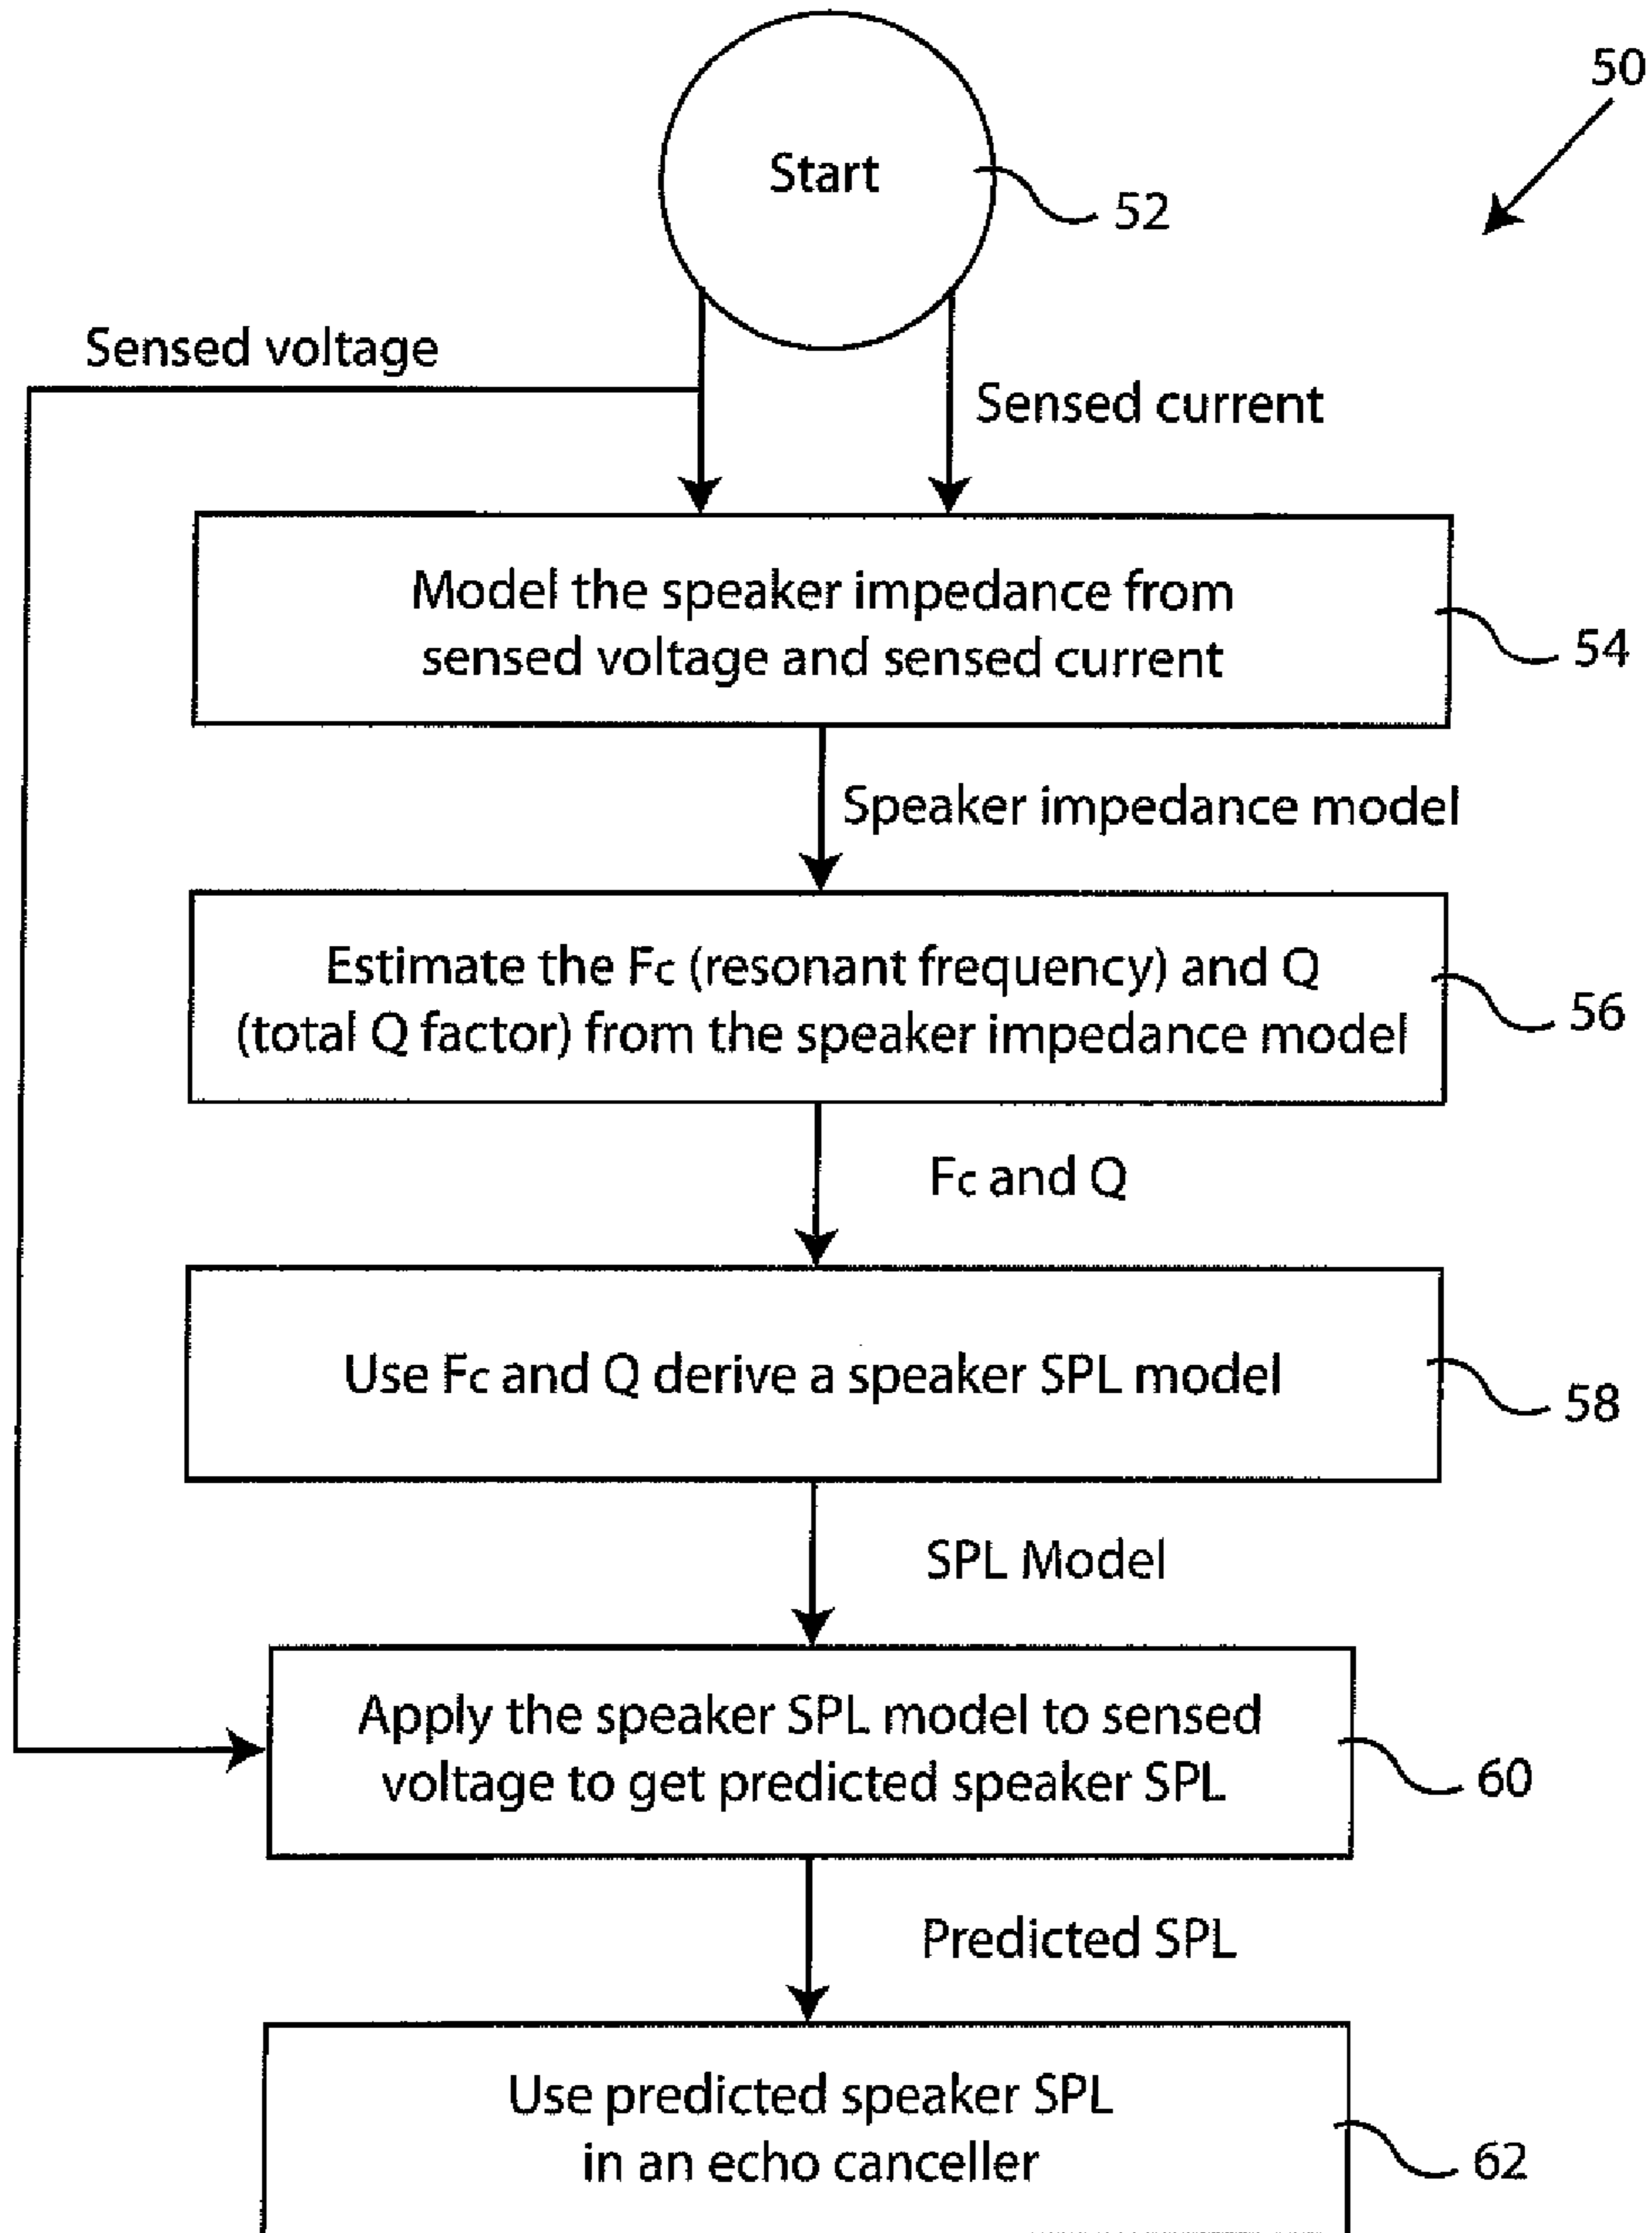 50
Start
52
Sensed voltage
Sensed current
Model the speaker impedance from
sensed voltage and sensed current
54
Speaker impedance model
Estimate the Fc (resonant frequency) and Q
(total Q factor) from the speaker impedance model
56
Fc and Q
Use Fc and Q derive a speaker SPL model
58
SPL Model
Apply the speaker SPL model to sensed
voltage to get predicted speaker SPL
60
Predicted SPL
Use predicted speaker SPL
in an echo canceller
62